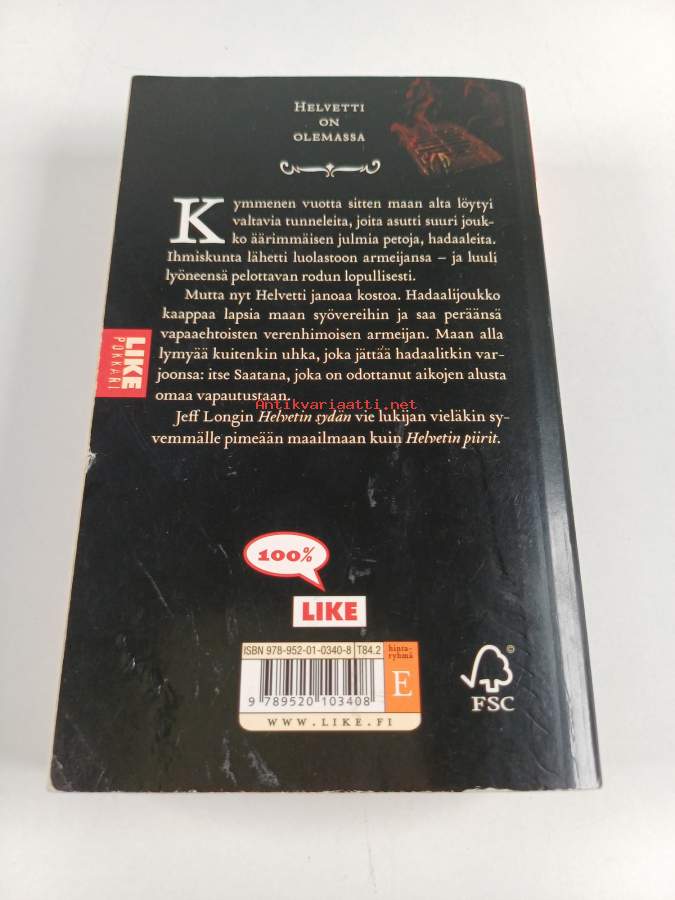 HELVETTI
ON
OLEMASSA
Kymmenen vuotta sitten maan alta löytyi
valtavia tunneleita, joita asutti suuri jouk-
ko äärimmäisen julmia petoja, hadaaleita.
Ihmiskunta lähetti luolastoon armeijansa – ja luuli
lyöneensä pelottavan rodun lopullisesti.
Mutta nyt Helvetti janoaa kostoa. Hadaalijoukko
kaappaa lapsia maan syövereihin ja saa peräänsä
vapaaehtoisten verenhimoisen armeijan. Maan alla
lymyää kuitenkin uhka, joka jättää hadaalitkin var-
joonsa: itse Saatana, joka on odottanut aikojen alusta
omaa vapautustaan.
Antikvariaatti.net
Jeff Longin Helvetin sydän vie lukijan vieläkin sy-
vemmälle pimeään maailmaan kuin Helvetin piirit.
LIKE
POKKARI
100%
LIKE
ISBN 978-952-01-0340-8 T84.2
hinta-
ryhmä
E
9 789520 103408
WWW.LIKE.FI
©
FSC